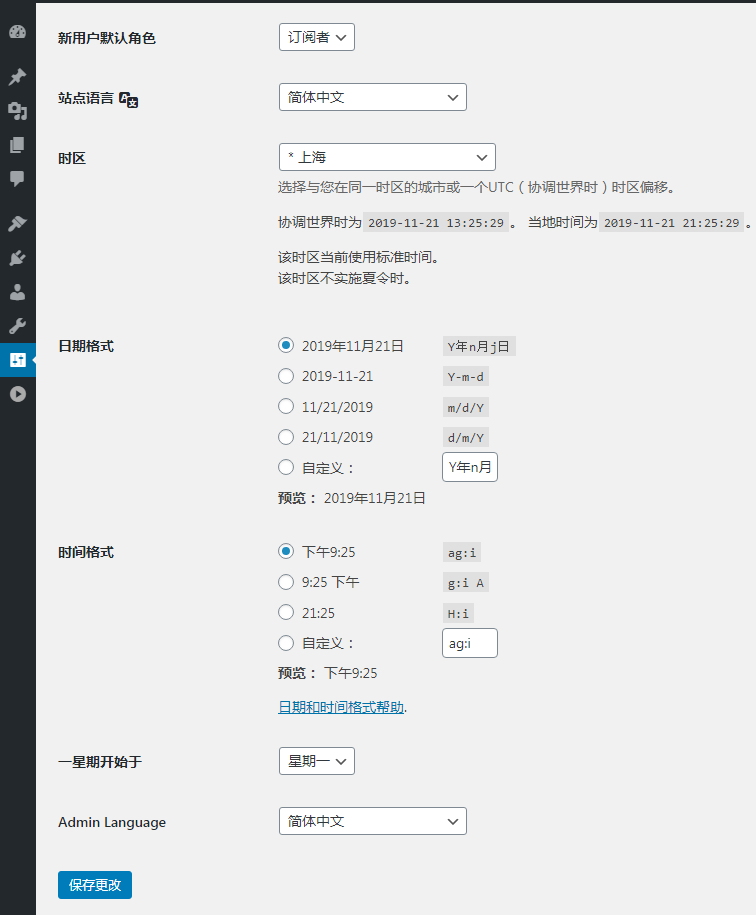 新用户默认角色 订阅者
站点语言 简体中文
时区 * 上海
选择与您在同一时区的城市或一个UTC（协调世界时）时区偏移。
协调世界时为 2019-11-21 13:25:29 。 当地时间为 2019-11-21 21:25:29 。
该时区当前使用标准时间。
该时区不实施夏令时。
日期格式 2019年11月21日 Y年n月j日
2019-11-21 Y-m-d
11/21/2019 m/d/Y
21/11/2019 d/m/Y
自定义： Y年n月
预览： 2019年11月21日
时间格式 下午9:25 ag:i
9:25 下午 g:i A
21:25 H:i
自定义： ag:i
预览： 下午9:25
日期和时间格式帮助.
一星期开始于 星期一
Admin Language 简体中文
保存更改